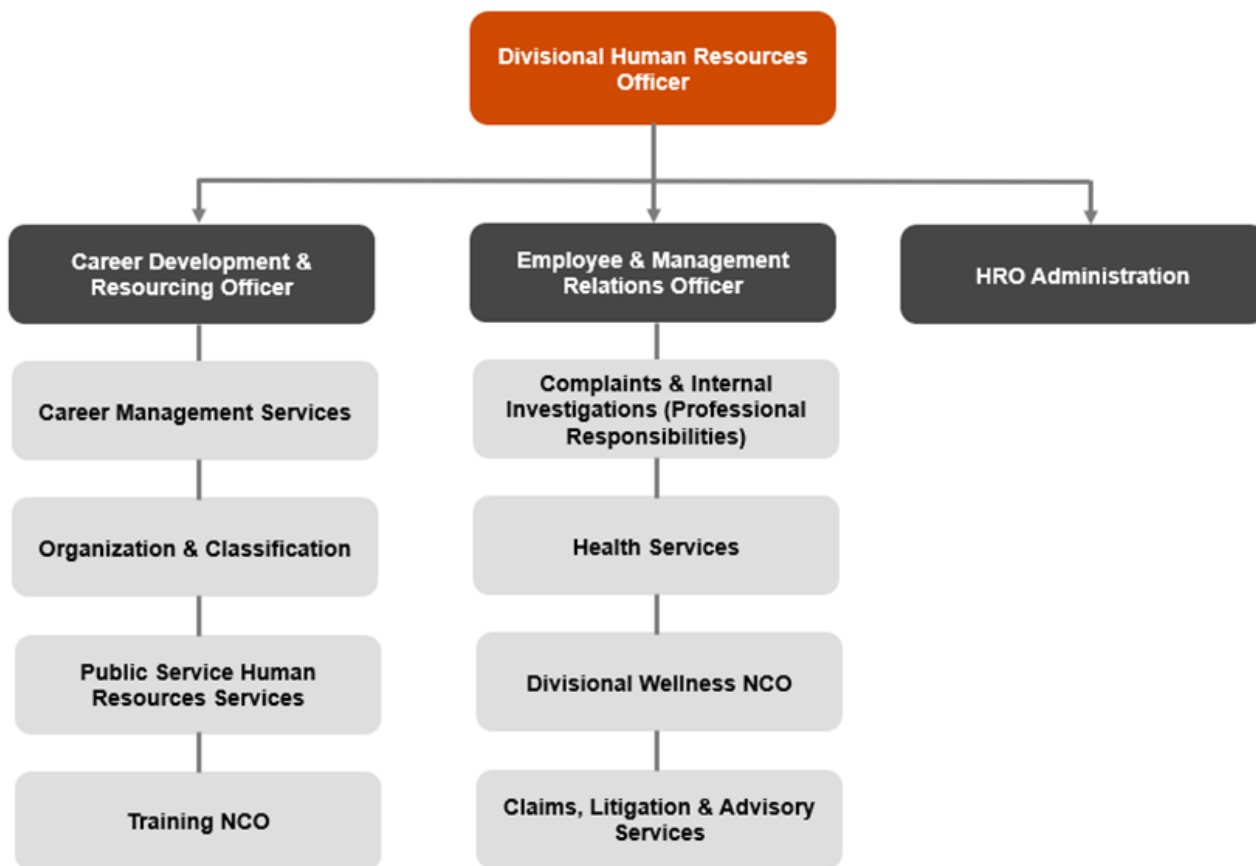 Divisional Human Resources
Officer
Career Development &
Resourcing Officer
Employee & Management
Relations Officer
HRO Administration
Career Management Services
Complaints & Internal
Investigations (Professional
Responsibilities)
Organization & Classification
Health Services
Public Service Human
Resources Services
Divisional Wellness NCO
Training NCO
Claims, Litigation & Advisory
Services